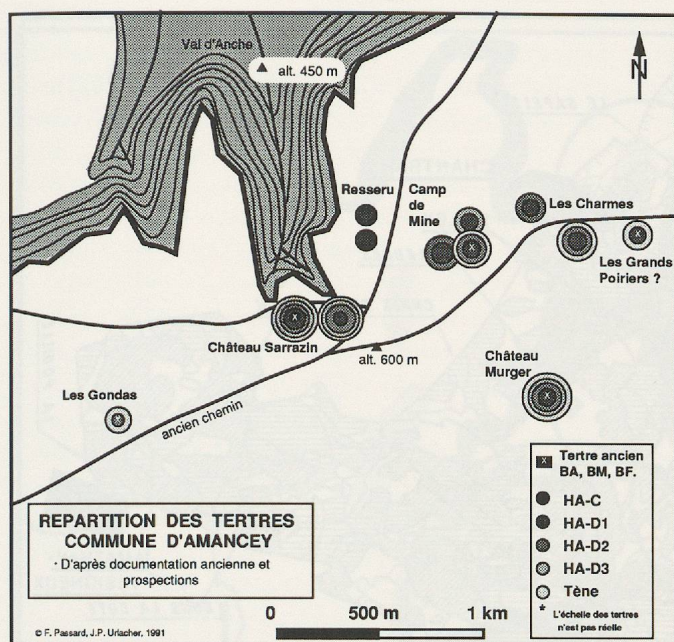 Val d'Anche
alt. 450 m
N
Resseru
Camp
de
Mine
Les Charmes
Les Grands
Poiriers ?
Château Sarrazin
alt. 600 m
Château
Murger
Les Gondas
ancien chemin
x Tertre ancien
BA, BM, BF.
HA-C
HA-D1
HA-D2
HA-D3
Tène
* L'échelle des tertres
n'est pas réelle
REPARTITION DES TERTRES
COMMUNE D'AMANCEY
· D'après documentation ancienne et
prospections
0 500 m 1 km
© F. Passard, J.P. Urlacher, 1991